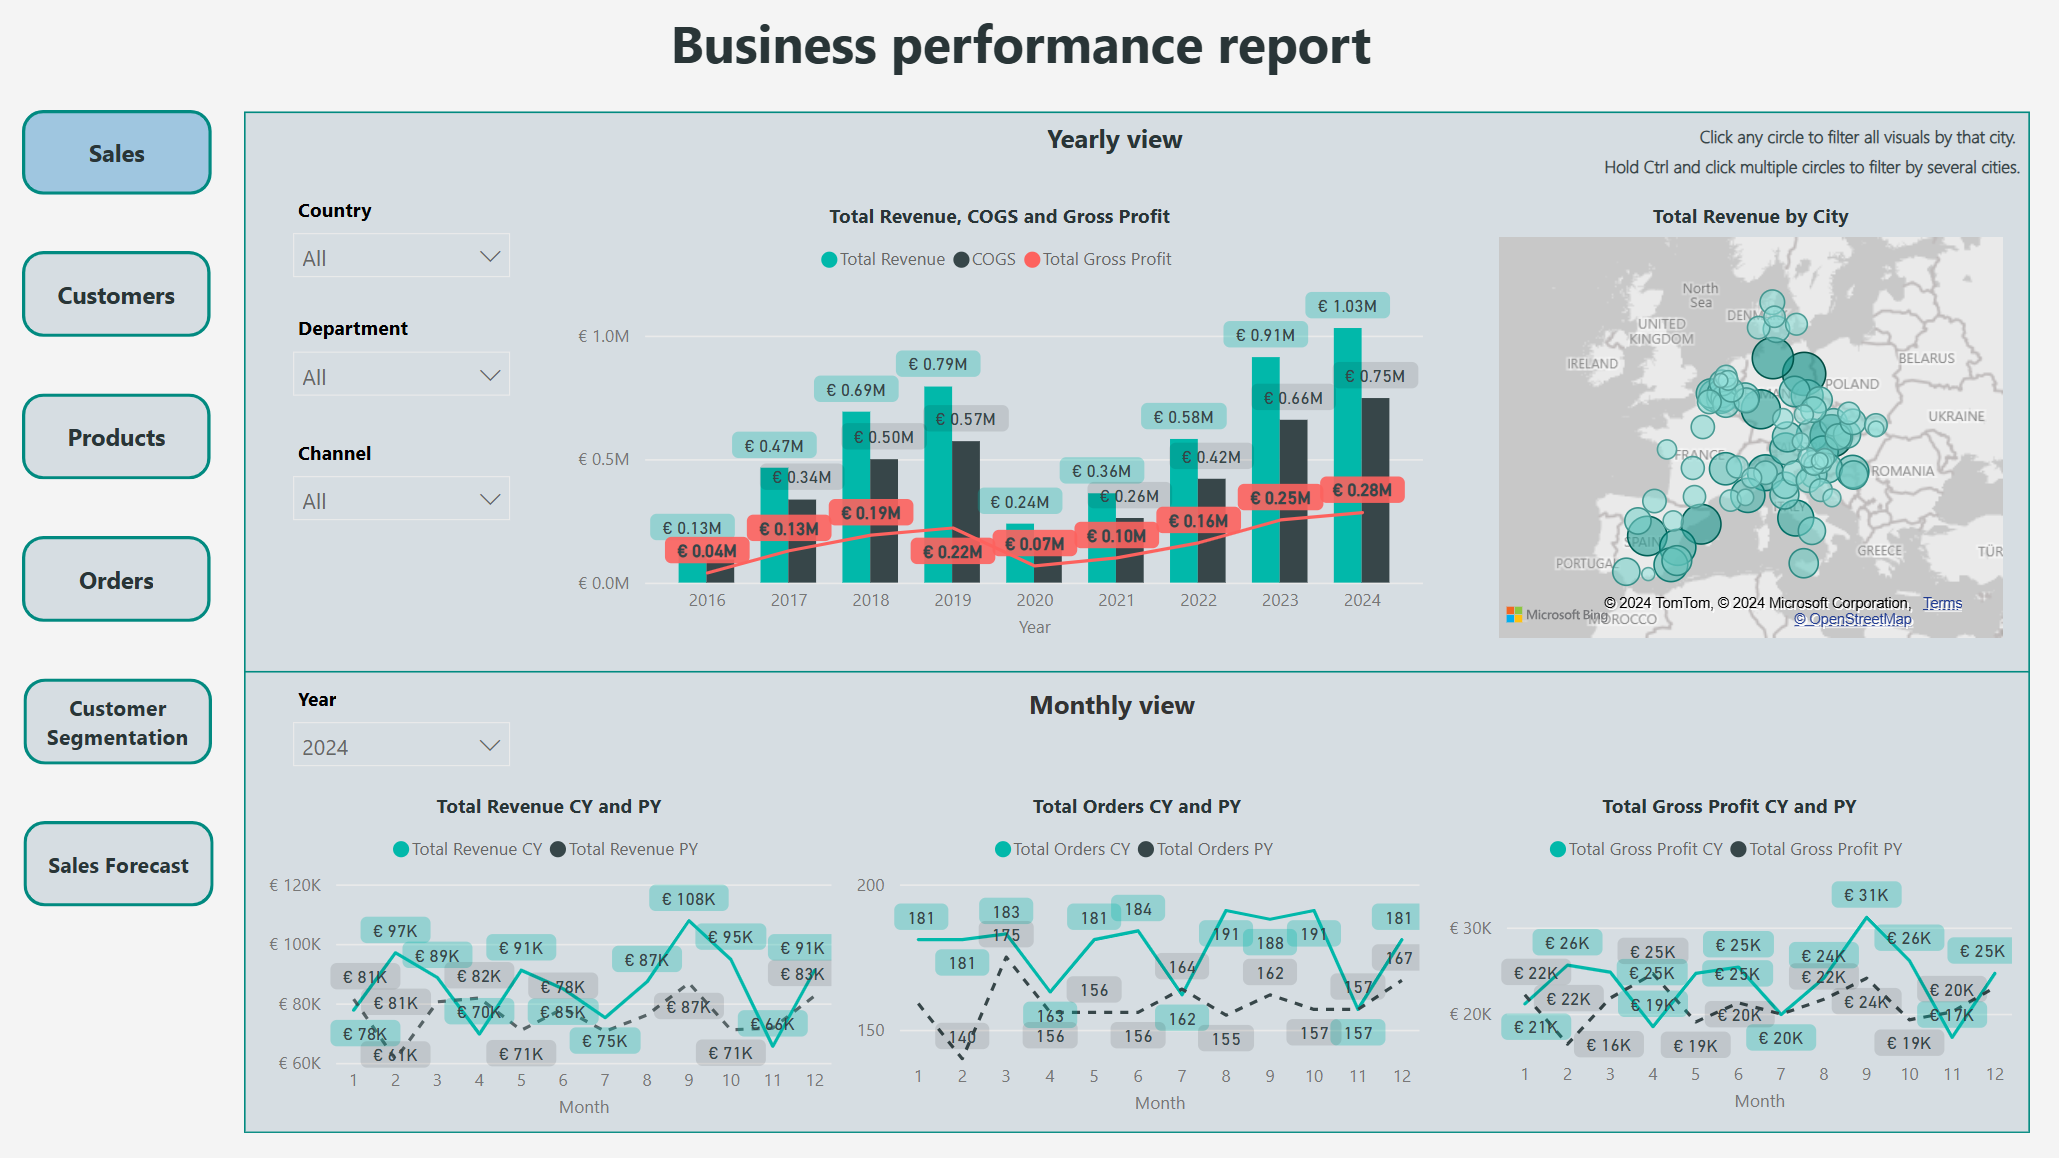 Business performance report
Sales
Customers
Products
Orders
Customer
Segmentation
Sales Forecast
Yearly view
Click any circle to filter all visuals by that city.
Hold Ctrl and click multiple circles to filter by several cities.
Country
All
Department
All
Channel
All
Total Revenue, COGS and Gross Profit
Total Revenue COGS Total Gross Profit
€ 1.0M
€ 0.5M
€ 0.0M
€ 0.13M
€ 0.47M
€ 0.69M
€ 0.79M
€ 0.24M
€ 0.36M
€ 0.58M
€ 0.91M
€ 1.03M
€ 0.34M
€ 0.50M
€ 0.57M
€ 0.26M
€ 0.42M
€ 0.66M
€ 0.75M
€ 0.04M
€ 0.13M
€ 0.19M
€ 0.22M
€ 0.07M
€ 0.10M
€ 0.16M
€ 0.25M
€ 0.28M
2016 2017 2018 2019 2020 2021 2022 2023 2024
Year
Total Revenue by City
North
Sea
UNITED
KINGDOM
IRELAND
BELARUS
POLAND
UKRAINE
FRANCE
ROMANIA
SPAIN
GREECE
TÜR
MOROCCO
Microsoft Bing
© 2024 TomTom, © 2024 Microsoft Corporation, Terms
© OpenStreetMap
Year
2024
Monthly view
Total Revenue CY and PY
Total Revenue CY Total Revenue PY
€ 120K
€ 100K
€ 80K
€ 60K
€ 78K
€ 97K
€ 89K
€ 70K
€ 91K
€ 85K
€ 75K
€ 87K
€ 108K
€ 95K
€ 66K
€ 91K
€ 81K
€ 61K
€ 81K
€ 82K
€ 71K
€ 78K
€ 87K
€ 71K
€ 83K
1 2 3 4 5 6 7 8 9 10 11 12
Month
Total Orders CY and PY
Total Orders CY Total Orders PY
200
150
181
181
183
163
181
184
162
191
188
191
157
181
140
175
156
156
156
164
155
162
157
157
167
1 2 3 4 5 6 7 8 9 10 11 12
Month
Total Gross Profit CY and PY
Total Gross Profit CY Total Gross Profit PY
€ 30K
€ 20K
€ 21K
€ 26K
€ 25K
€ 19K
€ 25K
€ 25K
€ 20K
€ 24K
€ 31K
€ 26K
€ 17K
€ 25K
€ 22K
€ 16K
€ 22K
€ 25K
€ 19K
€ 20K
€ 22K
€ 24K
€ 19K
€ 20K
1 2 3 4 5 6 7 8 9 10 11 12
Month